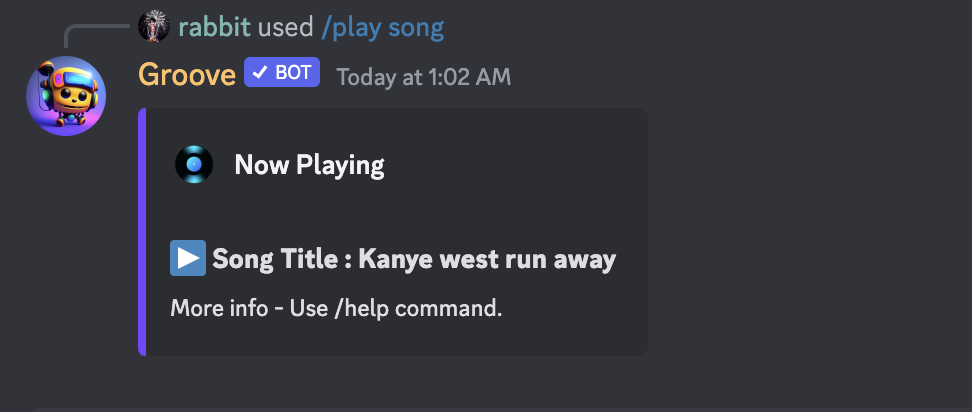 rabbit used /play song
Groove ✓ BOT Today at 1:02 AM
Now Playing
Song Title : Kanye west run away
More info - Use /help command.